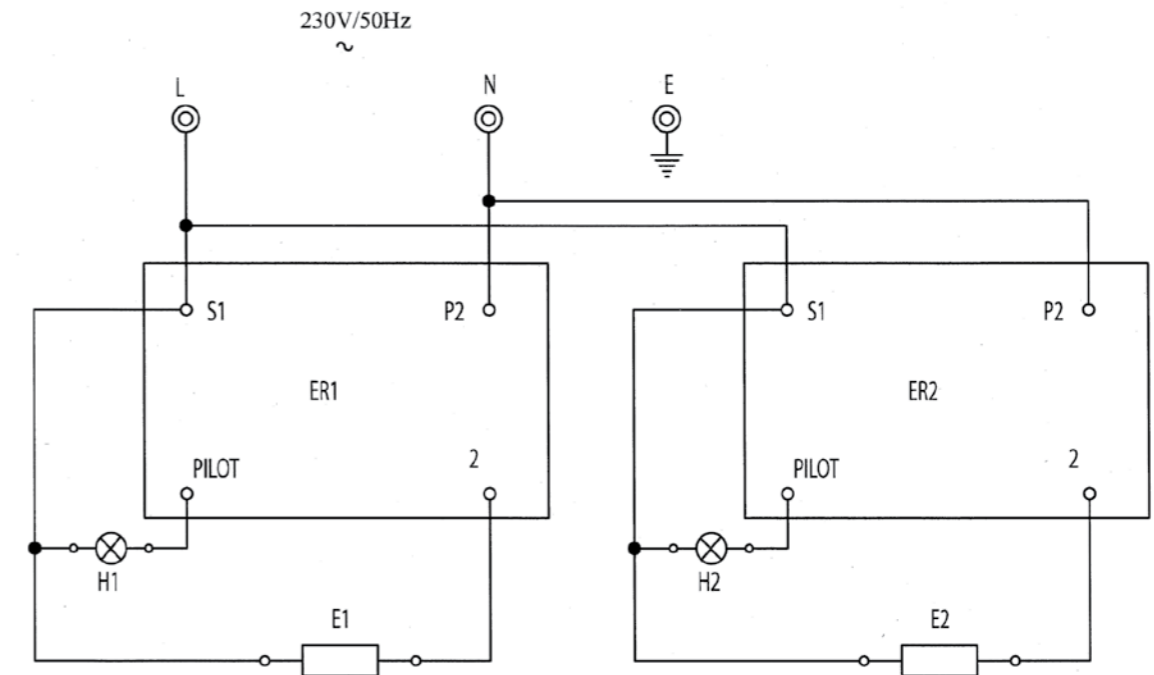 230V/50Hz
~
L N E
S1 P2 S1 P2
ER1 ER2
PILOT 2 PILOT 2
H1 H2
E1 E2